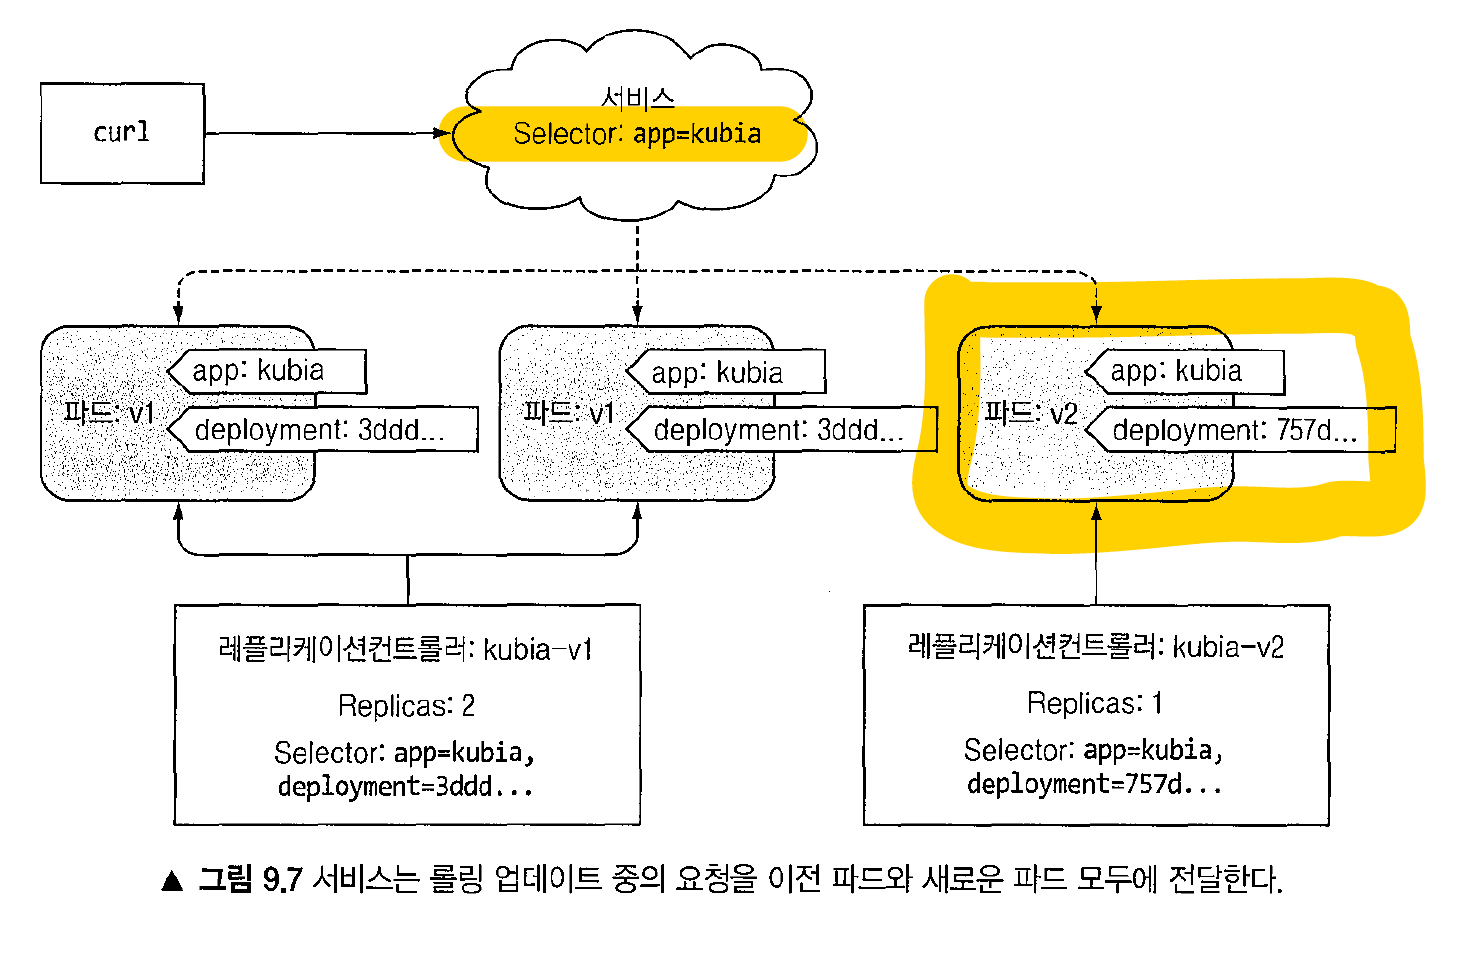 curl
서비스
Selector: app=kubia
파드: v1
app: kubia
deployment: 3ddd...
파드: v1
app: kubia
deployment: 3ddd...
파드: v2
app: kubia
deployment: 757d...
레플리케이션컨트롤러: kubia-v1
Replicas: 2
Selector: app=kubia,
deployment=3ddd...
레플리케이션컨트롤러: kubia-v2
Replicas: 1
Selector: app=kubia,
deployment=757d...
▲ 그림 9.7 서비스는 롤링 업데이트 중의 요청을 이전 파드와 새로운 파드 모두에 전달한다.